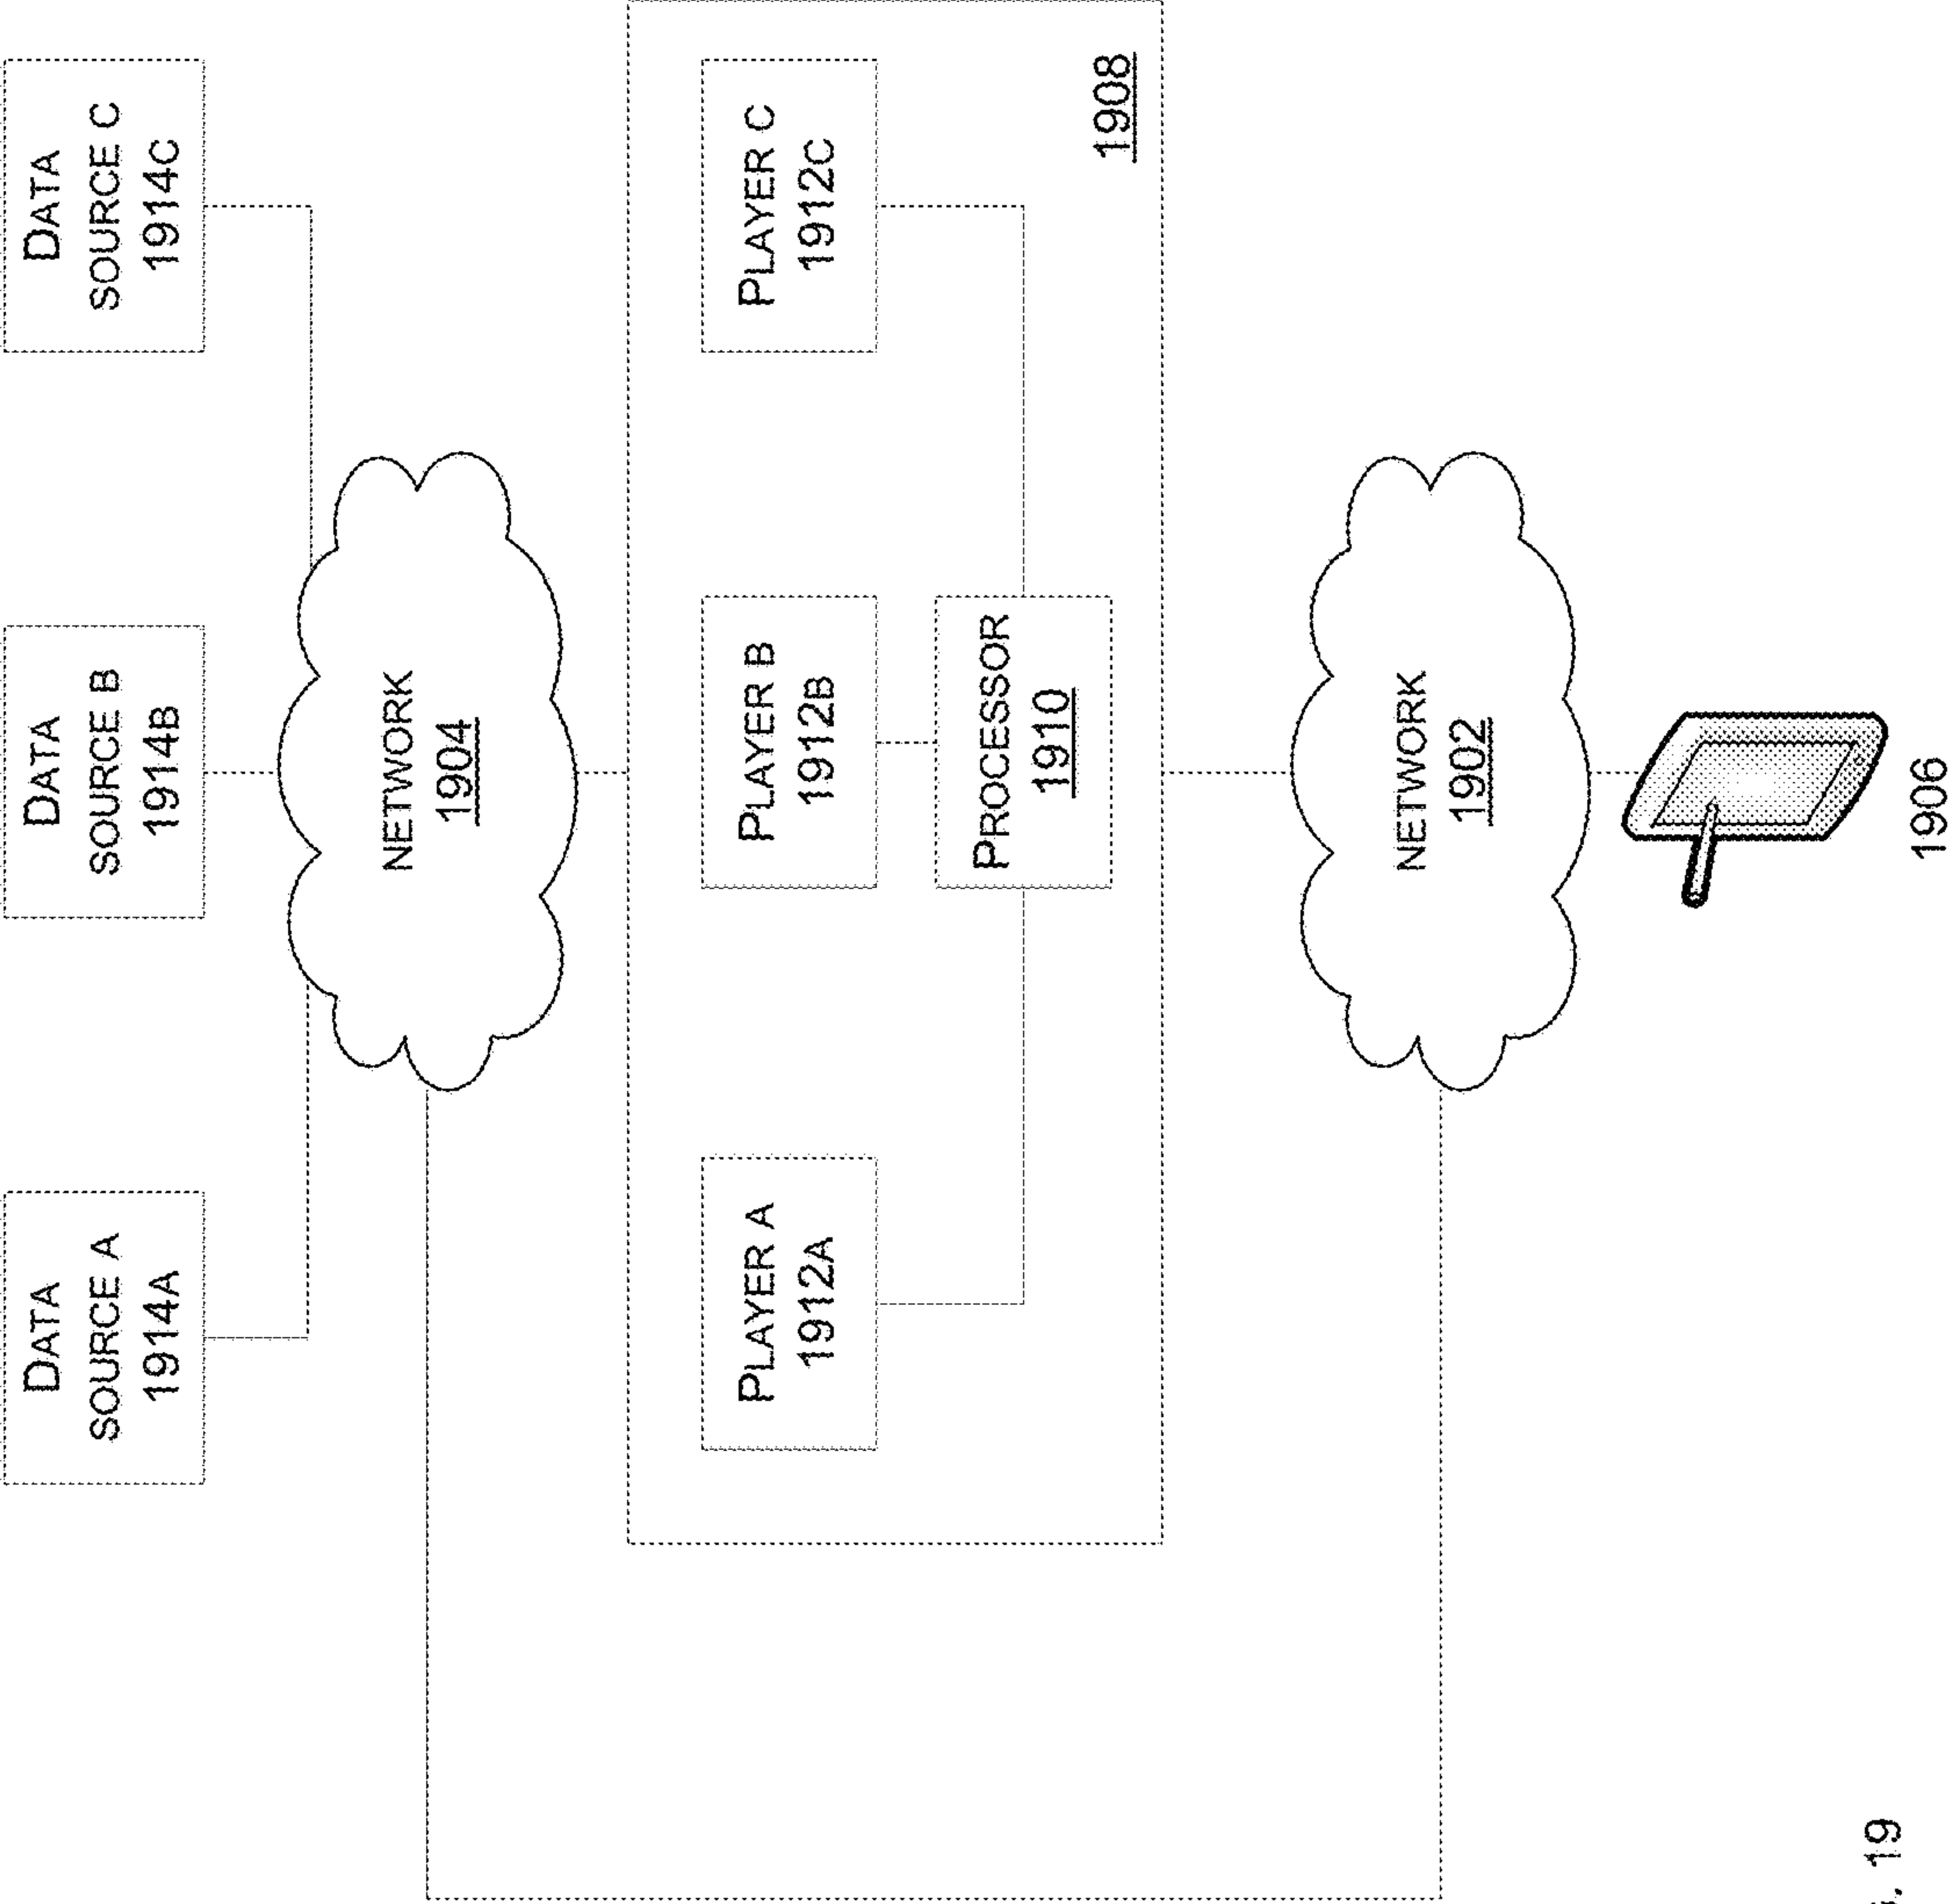 DATA
SOURCE A
1914A
DATA
SOURCE B
1914B
DATA
SOURCE C
1914C
NETWORK
1904
PLAYER A
1912A
PLAYER B
1912B
PLAYER C
1912C
PROCESSOR
1910
1908
NETWORK
1902
19
1906